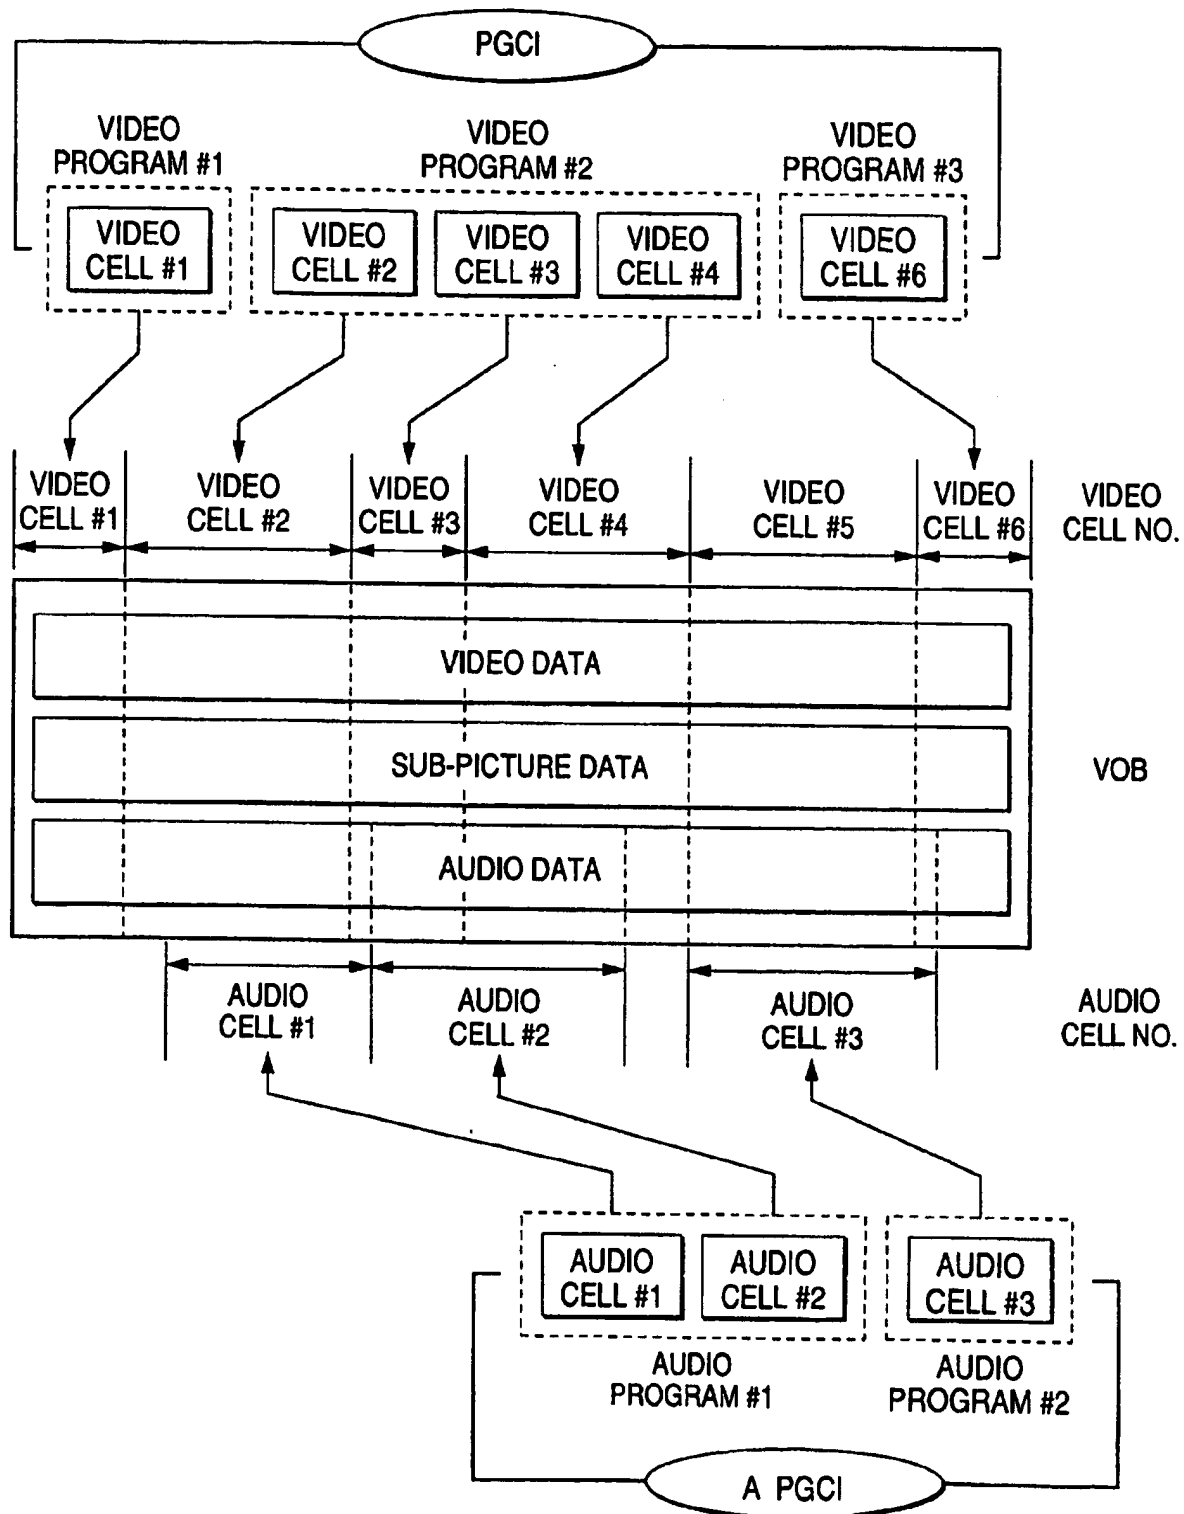 PGCI
VIDEO
PROGRAM #1
VIDEO
PROGRAM #2
VIDEO
PROGRAM #3
VIDEO
CELL #1
VIDEO
CELL #2
VIDEO
CELL #3
VIDEO
CELL #4
VIDEO
CELL #6
VIDEO
CELL #1
VIDEO
CELL #2
VIDEO
CELL #3
VIDEO
CELL #4
VIDEO
CELL #5
VIDEO
CELL #6
VIDEO
CELL NO.
VIDEO DATA
SUB-PICTURE DATA
VOB
AUDIO DATA
AUDIO
CELL #1
AUDIO
CELL #2
AUDIO
CELL #3
AUDIO
CELL NO.
AUDIO
CELL #1
AUDIO
CELL #2
AUDIO
CELL #3
AUDIO
PROGRAM #1
AUDIO
PROGRAM #2
A PGCI